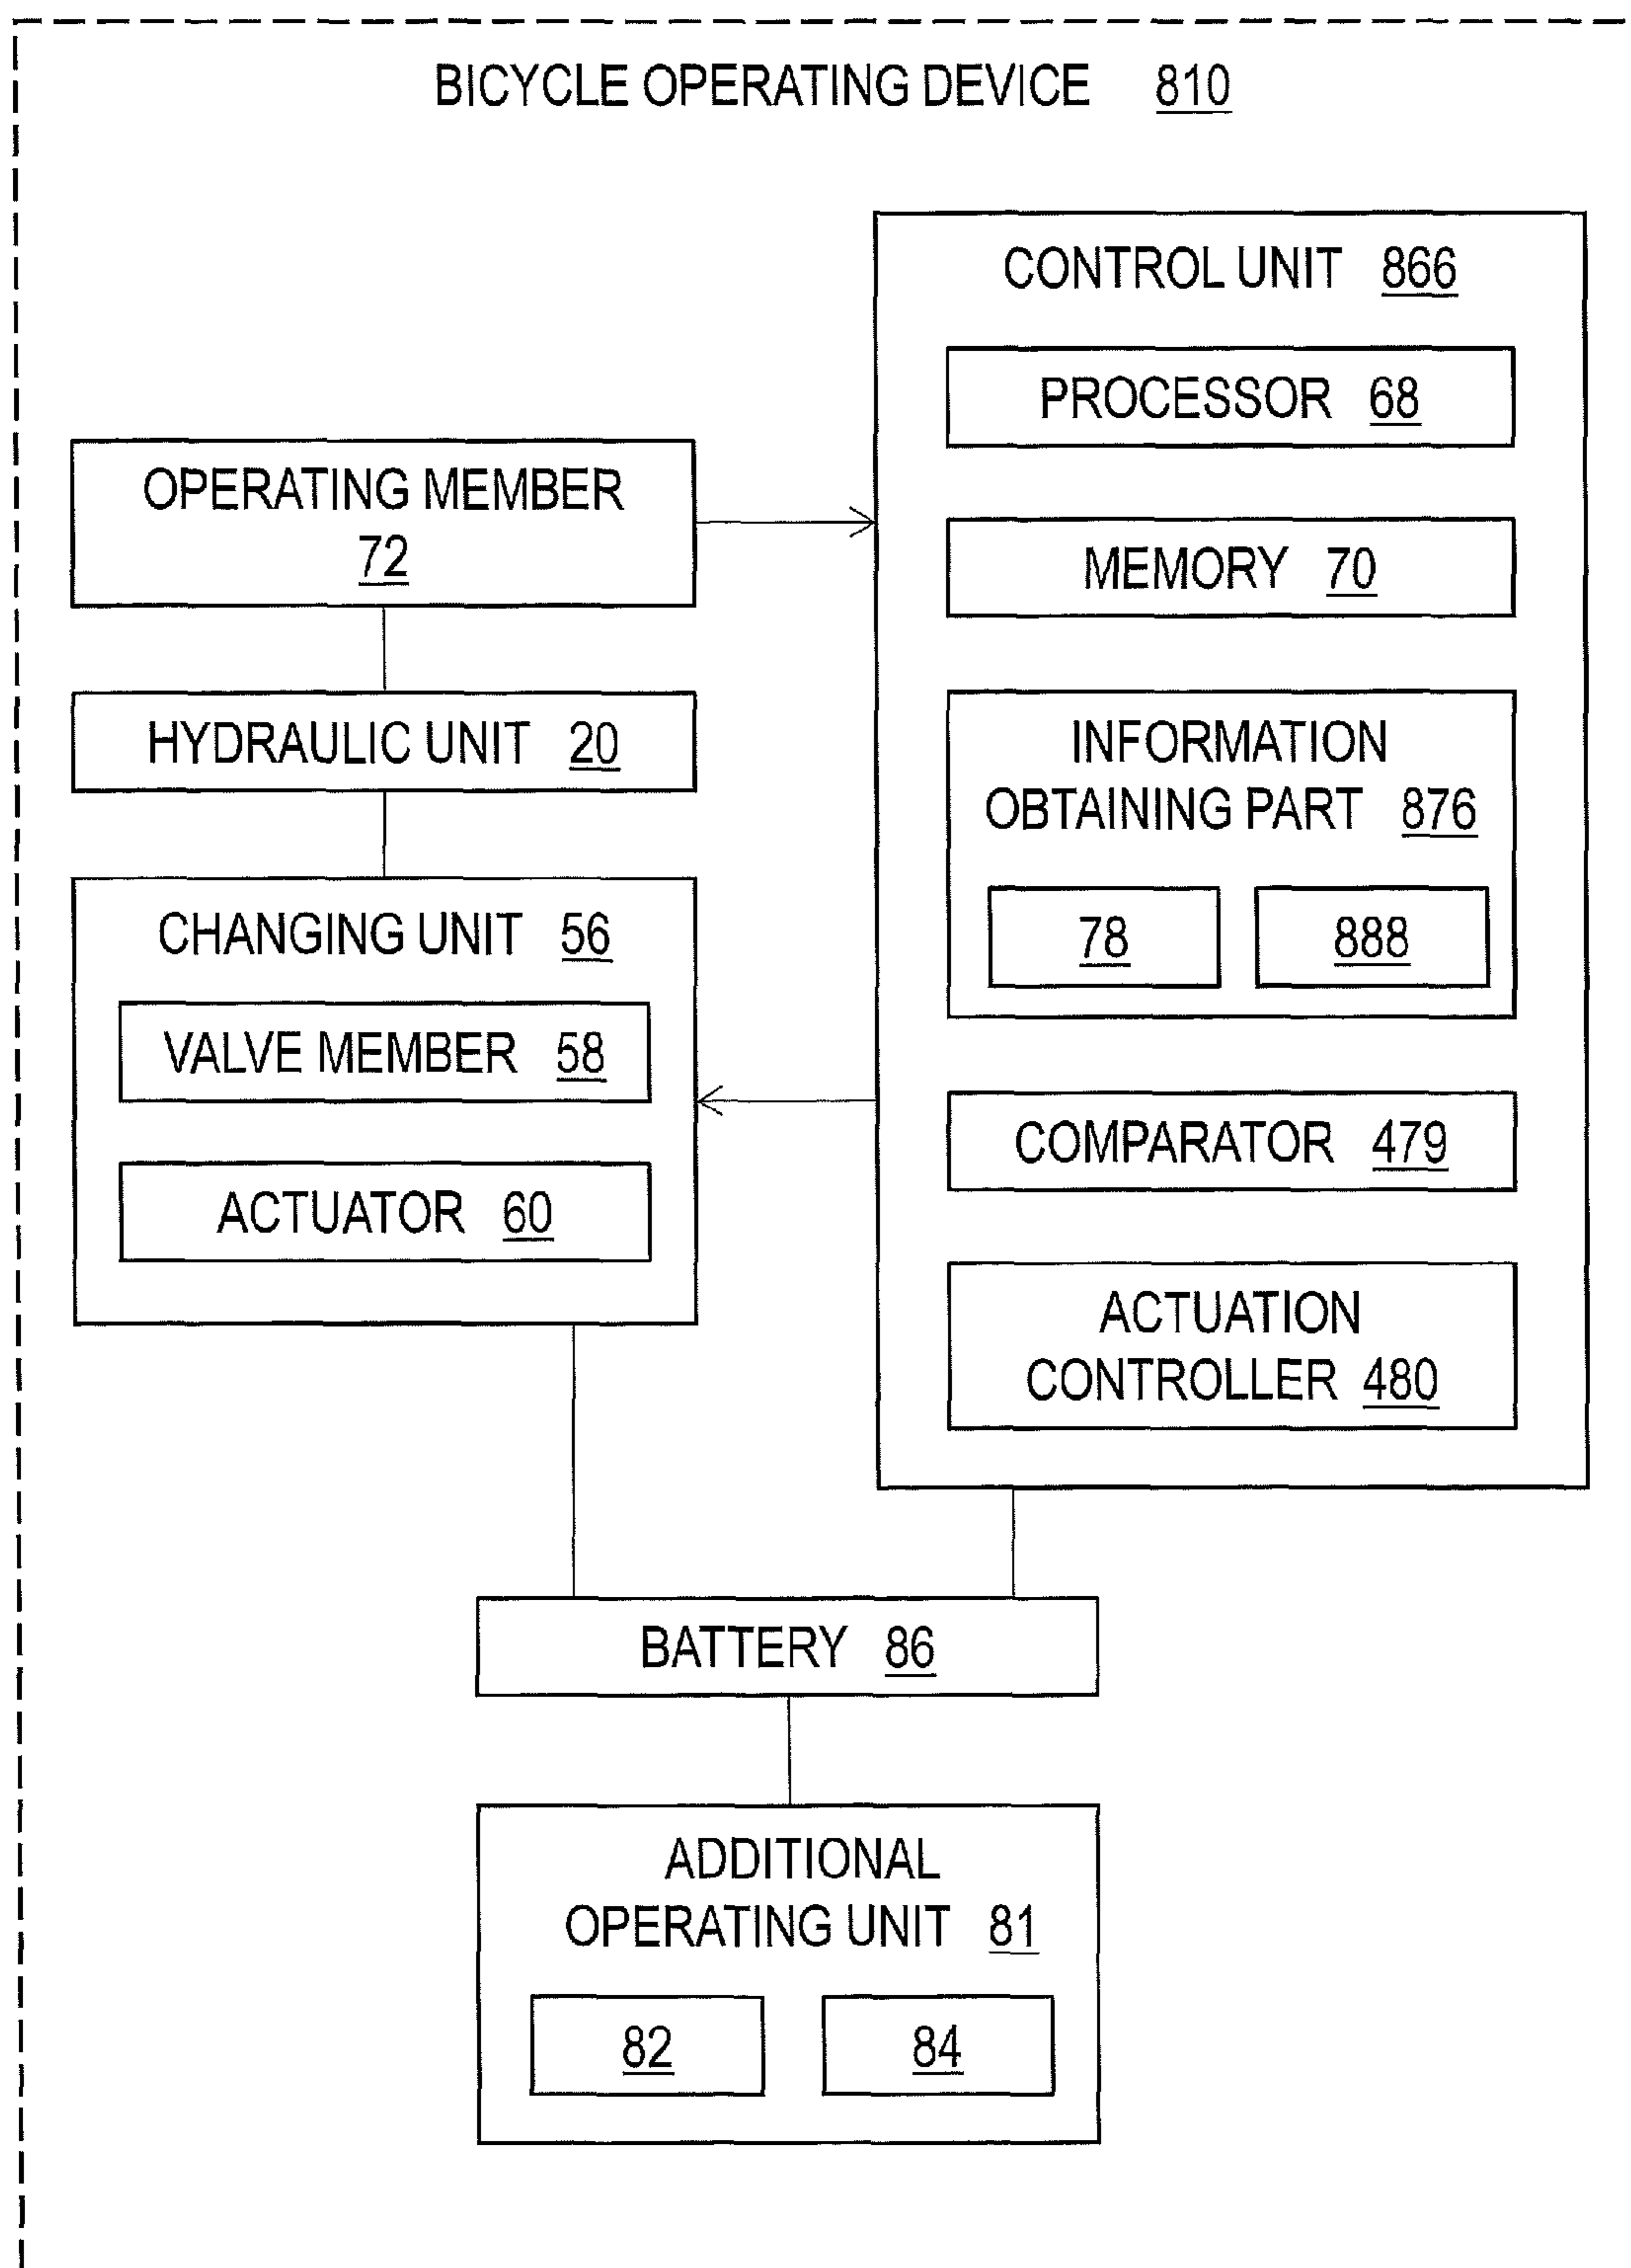 BICYCLE OPERATING DEVICE 810
CONTROL UNIT 866
PROCESSOR 68
MEMORY 70
INFORMATION
OBTAINING PART 876
78 888
COMPARATOR 479
ACTUATION
CONTROLLER 480
OPERATING MEMBER
72
HYDRAULIC UNIT 20
CHANGING UNIT 56
VALVE MEMBER 58
ACTUATOR 60
BATTERY 86
ADDITIONAL
OPERATING UNIT 81
82 84